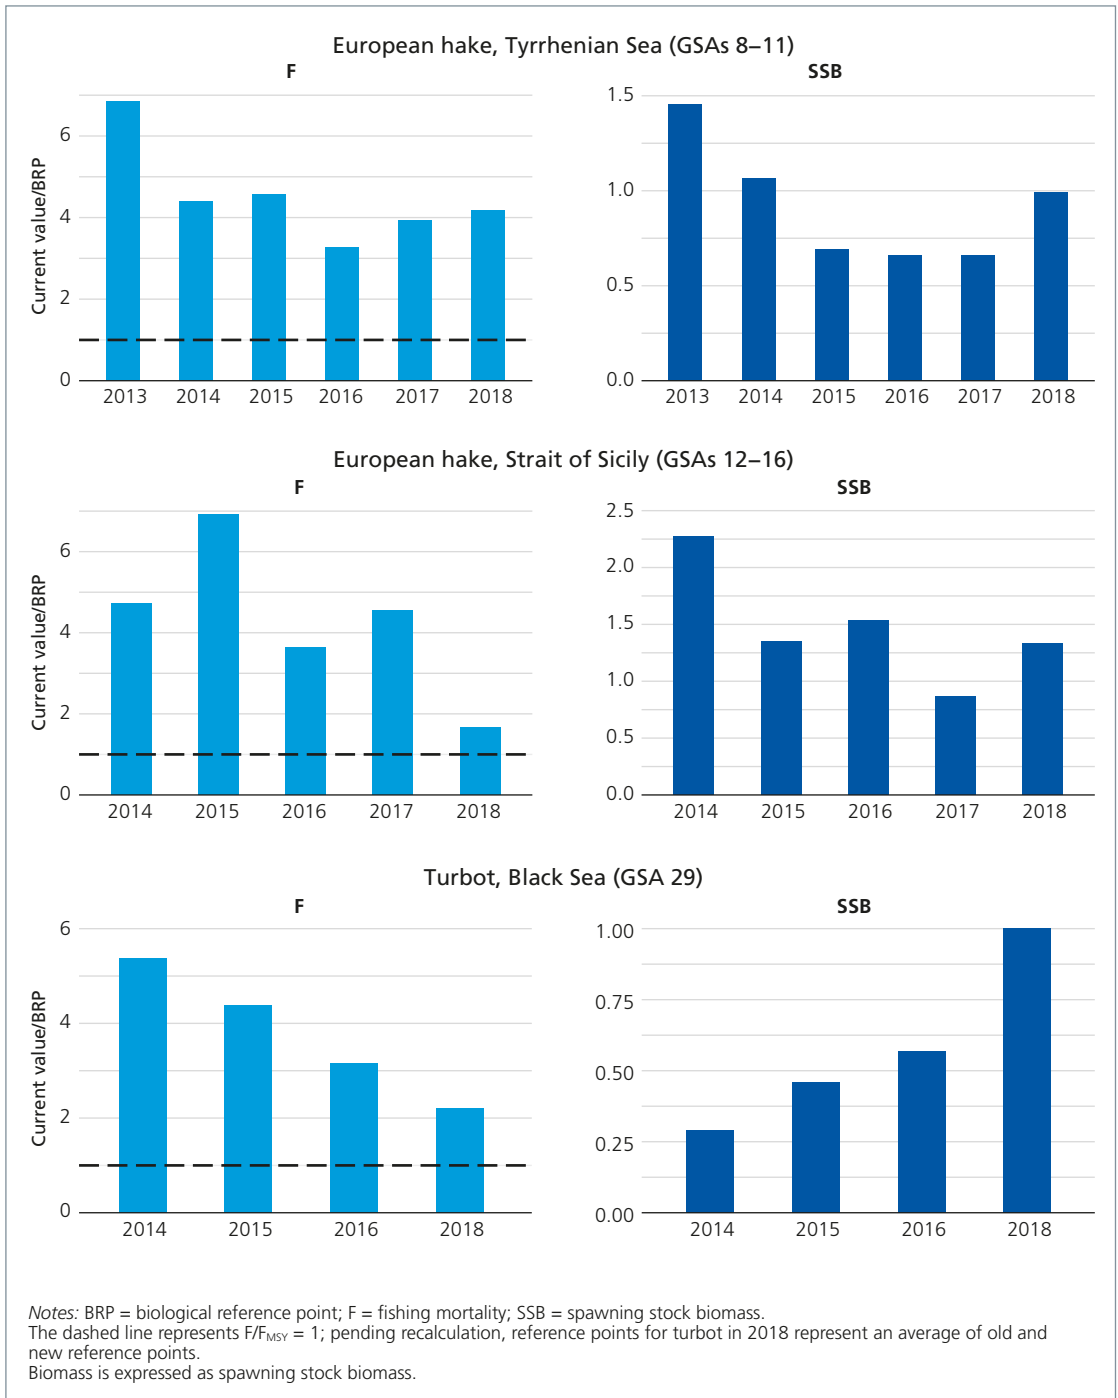 European hake, Tyrrhenian Sea (GSAs 8–11)
F
SSB
Current value/BRP
6
4
2
0
2013 2014 2015 2016 2017 2018
1.5
1.0
0.5
0.0
2013 2014 2015 2016 2017 2018
European hake, Strait of Sicily (GSAs 12–16)
F
SSB
Current value/BRP
6
4
2
0
2014 2015 2016 2017 2018
2.5
2.0
1.5
1.0
0.5
0.0
2014 2015 2016 2017 2018
Turbot, Black Sea (GSA 29)
F
SSB
Current value/BRP
6
4
2
0
2014 2015 2016 2018
1.00
0.75
0.50
0.25
0.00
2014 2015 2016 2018
Notes: BRP = biological reference point; F = fishing mortality; SSB = spawning stock biomass.
The dashed line represents F/FMSY = 1; pending recalculation, reference points for turbot in 2018 represent an average of old and
new reference points.
Biomass is expressed as spawning stock biomass.